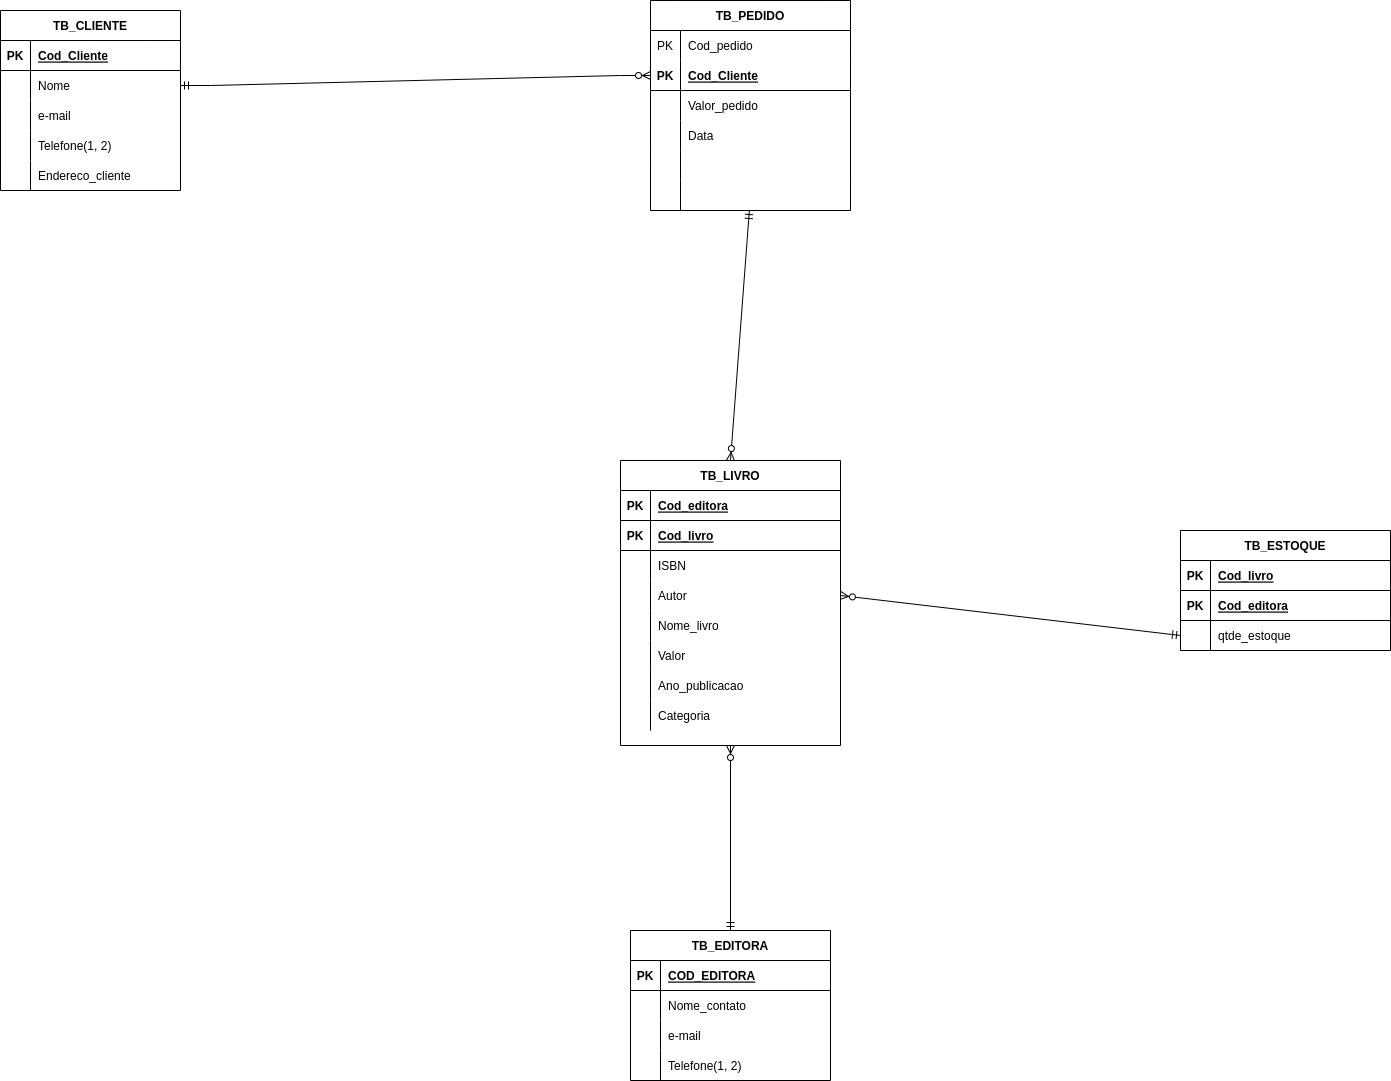 TB_CLIENTE
PK Cod_Cliente
Nome
e-mail
Telefone(1, 2)
Endereco_cliente
TB_PEDIDO
PK Cod_pedido
PK Cod_Cliente
Valor_pedido
Data
TB_LIVRO
PK Cod_editora
PK Cod_livro
ISBN
Autor
Nome_livro
Valor
Ano_publicacao
Categoria
TB_ESTOQUE
PK Cod_livro
PK Cod_editora
qtde_estoque
TB_EDITORA
PK COD_EDITORA
Nome_contato
e-mail
Telefone(1, 2)